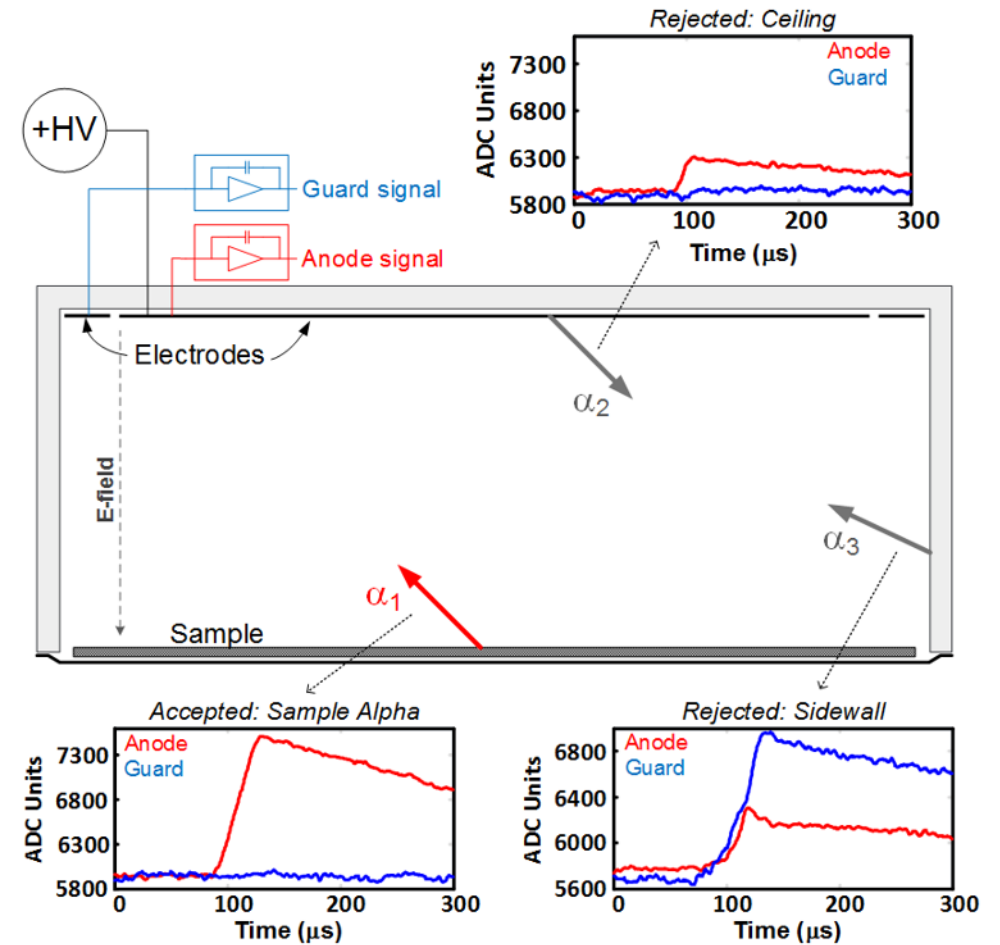 Rejected: Ceiling
Anode
Guard
ADC Units
7300
6800
6300
5800
0 100 200 300
Time (μs)
+HV
Guard signal
Anode signal
Electrodes
E-field
α2
α3
α1
Sample
Accepted: Sample Alpha
Anode
Guard
ADC Units
7300
6800
6300
5800
0 100 200 300
Time (μs)
Rejected: Sidewall
Anode
Guard
ADC Units
6800
6400
6000
5600
0 100 200 300
Time (μs)